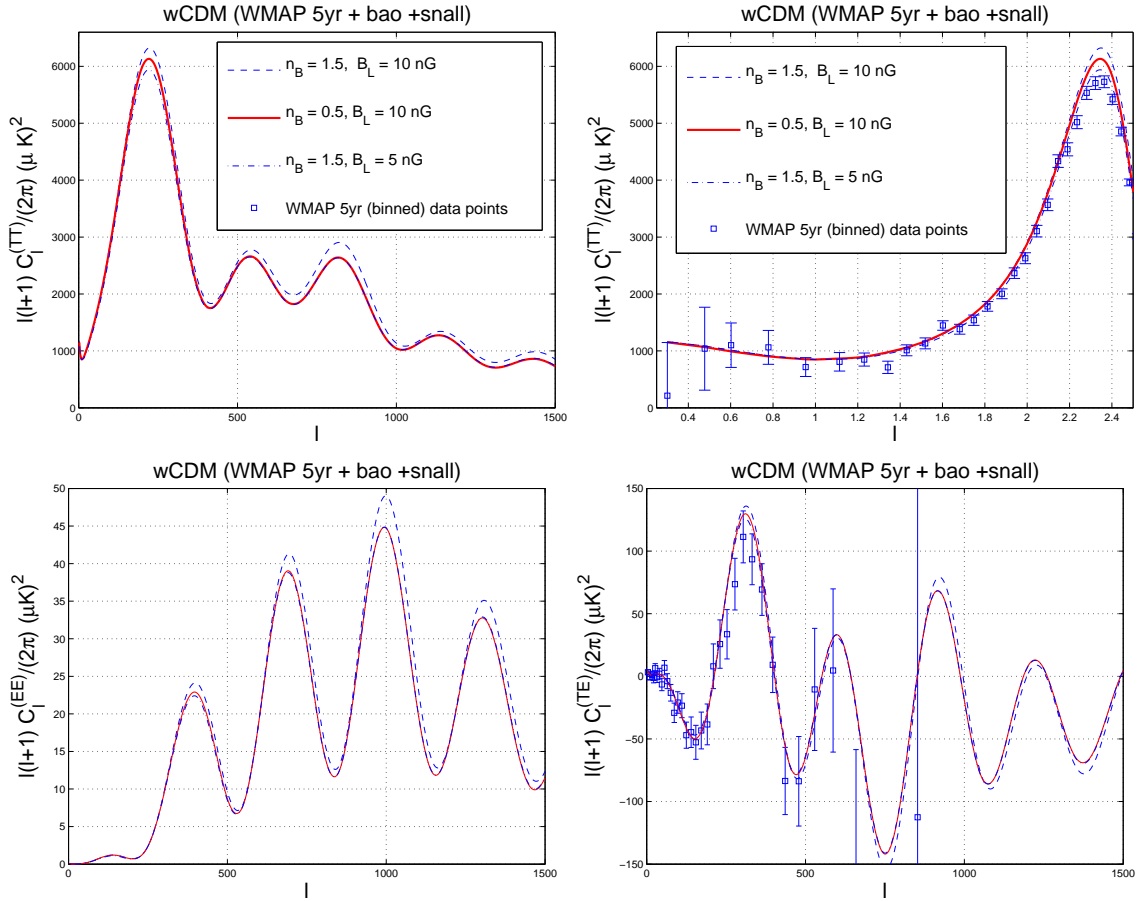 wCDM (WMAP 5yr + bao +snall)
l(l+1) C_l^(TT)/(2π) (μ K)^2
6000
5000
4000
3000
2000
1000
0
n_B = 1.5, B_L = 10 nG
n_B = 0.5, B_L = 10 nG
n_B = 1.5, B_L = 5 nG
WMAP 5yr (binned) data points
0 500 1000 1500
l
wCDM (WMAP 5yr + bao +snall)
l(l+1) C_l^(TT)/(2π) (μ K)^2
6000
5000
4000
3000
2000
1000
0
n_B = 1.5, B_L = 10 nG
n_B = 0.5, B_L = 10 nG
n_B = 1.5, B_L = 5 nG
WMAP 5yr (binned) data points
0.4 0.6 0.8 1 1.2 1.4 1.6 1.8 2 2.2 2.4
l
wCDM (WMAP 5yr + bao +snall)
l(l+1) C_l^(EE)/(2π) (μK)^2
50
45
40
35
30
25
20
15
10
5
0
0 500 1000 1500
l
wCDM (WMAP 5yr + bao +snall)
l(l+1) C_l^(TE)/(2π) (μK)^2
150
100
50
0
−50
−100
−150
0 500 1000 1500
l